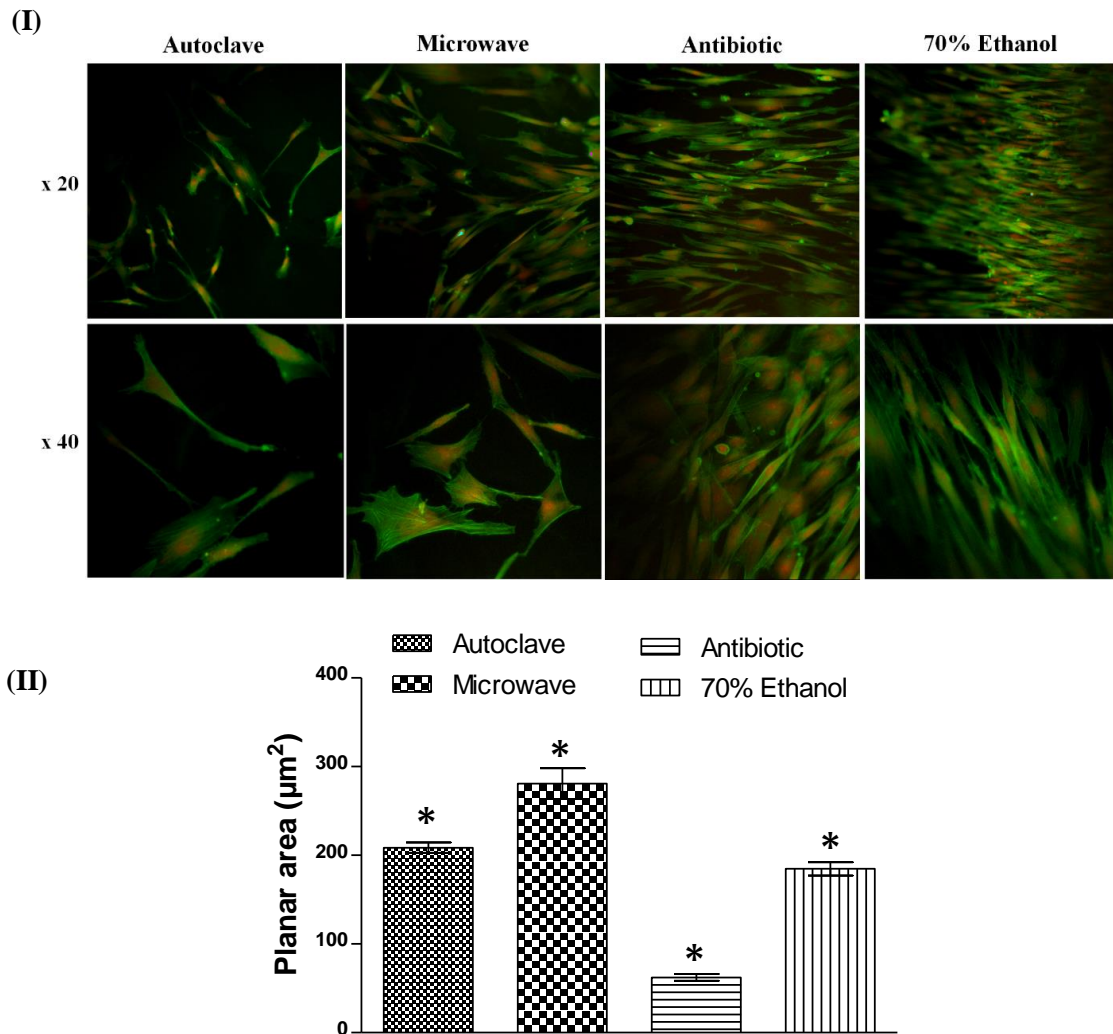 (I)
Autoclave Microwave Antibiotic 70% Ethanol
x 20
x 40
(II)
Autoclave Antibiotic
Microwave 70% Ethanol
Planar area (µm²)
400
300
200
100
0
* * * *